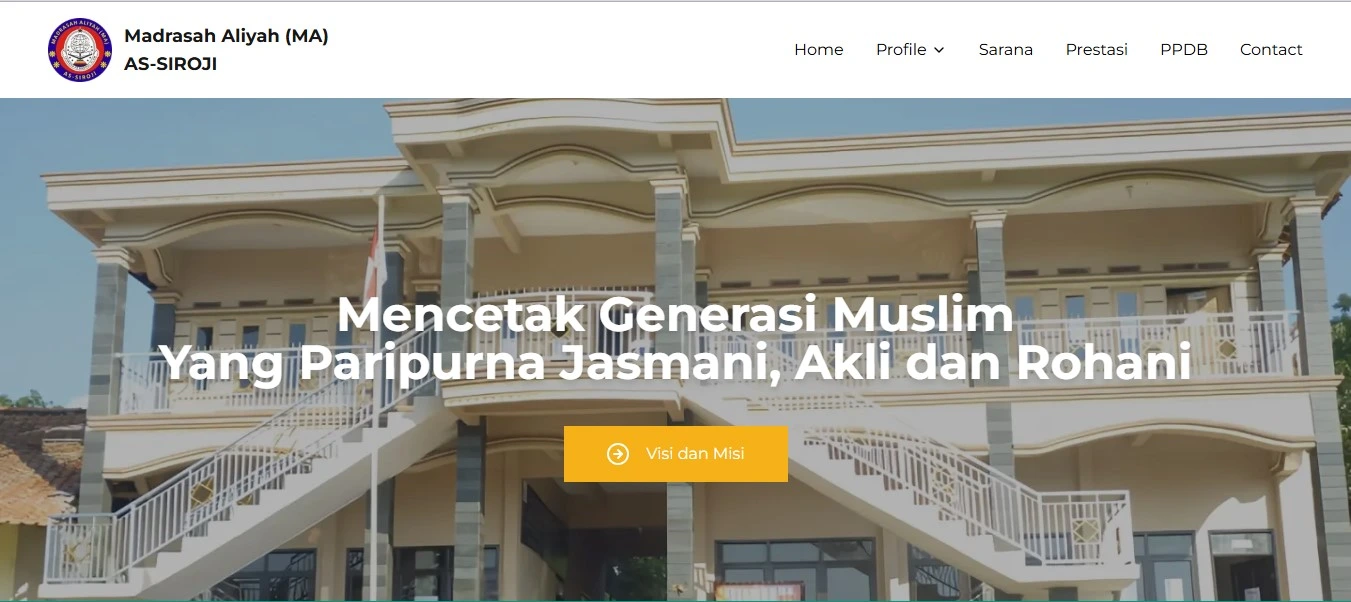 MADRASAH ALIYAH (MA)
AS-SIROJI
Madrasah Aliyah (MA)
AS-SIROJI
Home
Profile
Sarana
Prestasi
PPDB
Contact
Mencetak Generasi Muslim
Yang Paripurna Jasmani, Akli dan Rohani
Visi dan Misi